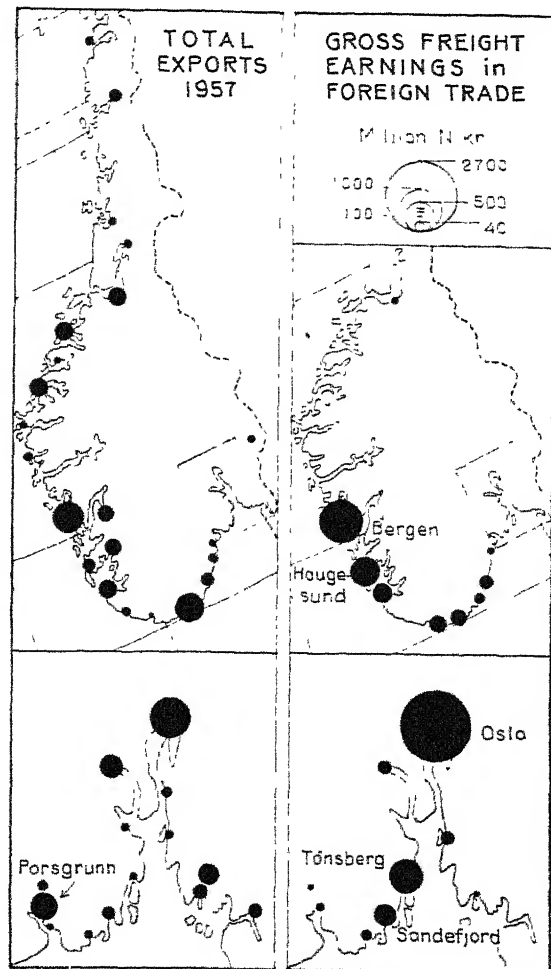 TOTAL
EXPORTS
1957
GROSS FREIGHT
EARNINGS in
FOREIGN TRADE
N kr
2700
500
100
40
Bergen
Hauge-
sund
Oslo
Porsgrunn
Tönsberg
Sandefjord